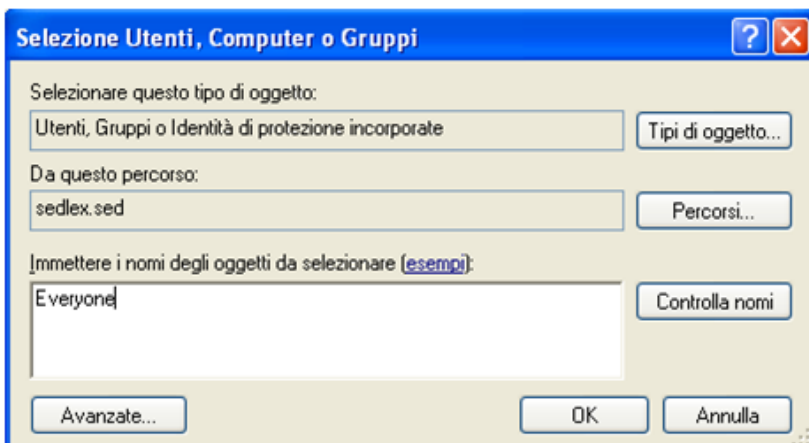 Selezione Utenti, Computer o Gruppi
Selezionare questo tipo di oggetto:
Utenti, Gruppi o Identità di protezione incorporate
Tipi di oggetto...
Da questo percorso:
sedlex.sed
Percorsi...
Immettere i nomi degli oggetti da selezionare (esempi):
Everyone
Controlla nomi
Avanzate...
OK
Annulla